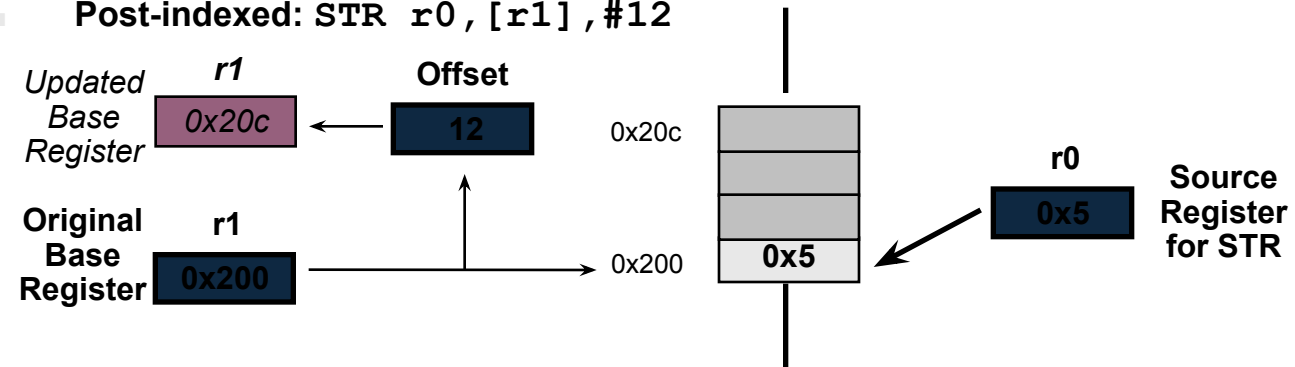 Post-indexed: STR r0,[r1],#12
Updated
Base
Register
r1
0x20c
Offset
12
0x20c
r0
0x5
Source
Register
for STR
Original
Base
Register
r1
0x200
0x200
0x5